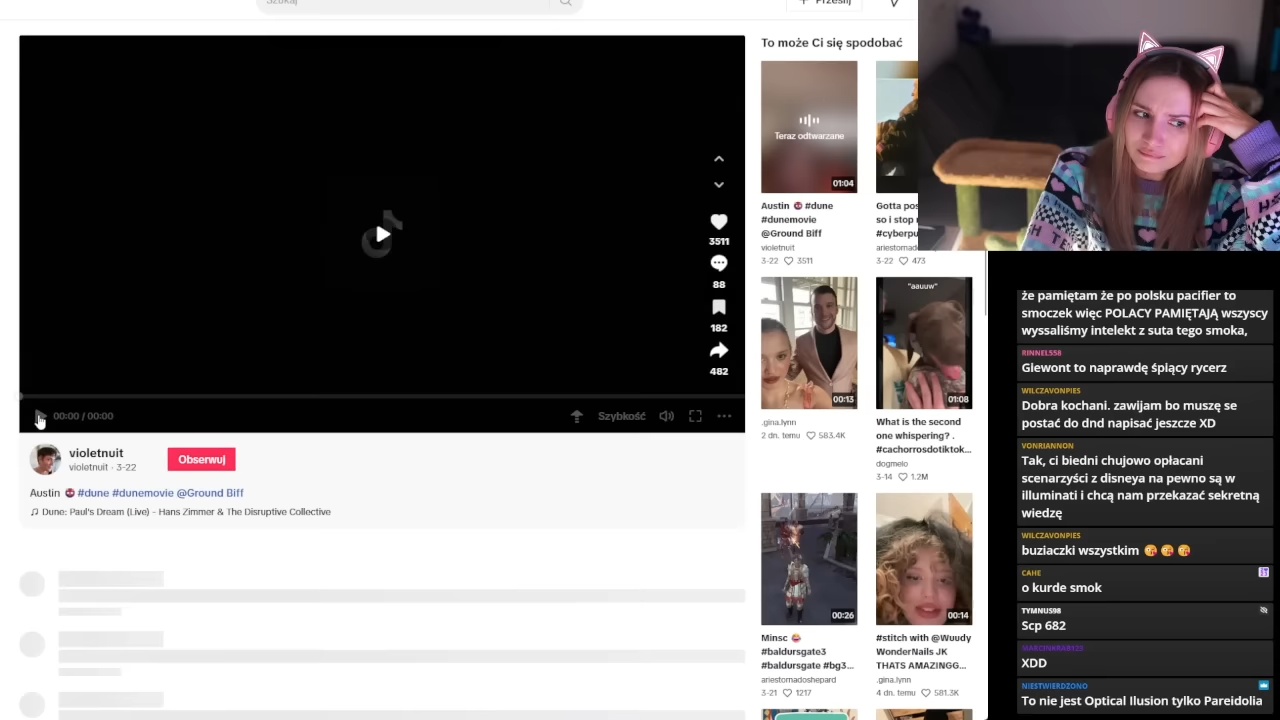 Szukaj
Prześlij
To może Ci się spodobać
Teraz odtwarzane
01:04
Austin #dune
#dunemovie
@Ground Biff
violetnuit
3-22 3511
Gotta pos
so i stop
#cyberpu
ariestomado
3-22 473
3511
88
182
482
00:00 / 00:00
Szybkość
violetnuit
violetnuit · 3-22
Obserwuj
Austin #dune #dunemovie @Ground Biff
Dune: Paul's Dream (Live) - Hans Zimmer & The Disruptive Collective
00:13
.gina.lynn
2 dn. temu 583.4K
"aauuw"
01:08
What is the second
one whispering? .
#cachorrosdotiktok...
dogmelo
3-14 1.2M
00:26
Minsc 😂
#baldursgate3
#baldursgate #bg3...
ariestomadoshepard
3-21 1217
00:14
#stitch with @Wuudy
WonderNails JK
THATS AMAZINGG...
.gina.lynn
4 dn. temu 581.3K
że pamiętam że po polsku pacifier to
smoczek więc POLACY PAMIĘTAJĄ wszyscy
wyssaliśmy intelekt z suta tego smoka,
RINNEL558
Giewont to naprawdę śpiący rycerz
WILCZAVONPIES
Dobra kochani. zawijam bo muszę se
postać do dnd napisać jeszcze XD
VONRIANNON
Tak, ci biedni chujowo opłacani
scenarzyści z disneya na pewno są w
illuminati i chcą nam przekazać sekretną
wiedzę
WILCZAVONPIES
buziaczki wszystkim 😘 😘 😘
CAHE
o kurde smok
TYMNUS98
Scp 682
XDD
NIESTWIERDZONO
To nie jest Optical Ilusion tylko Pareidolia